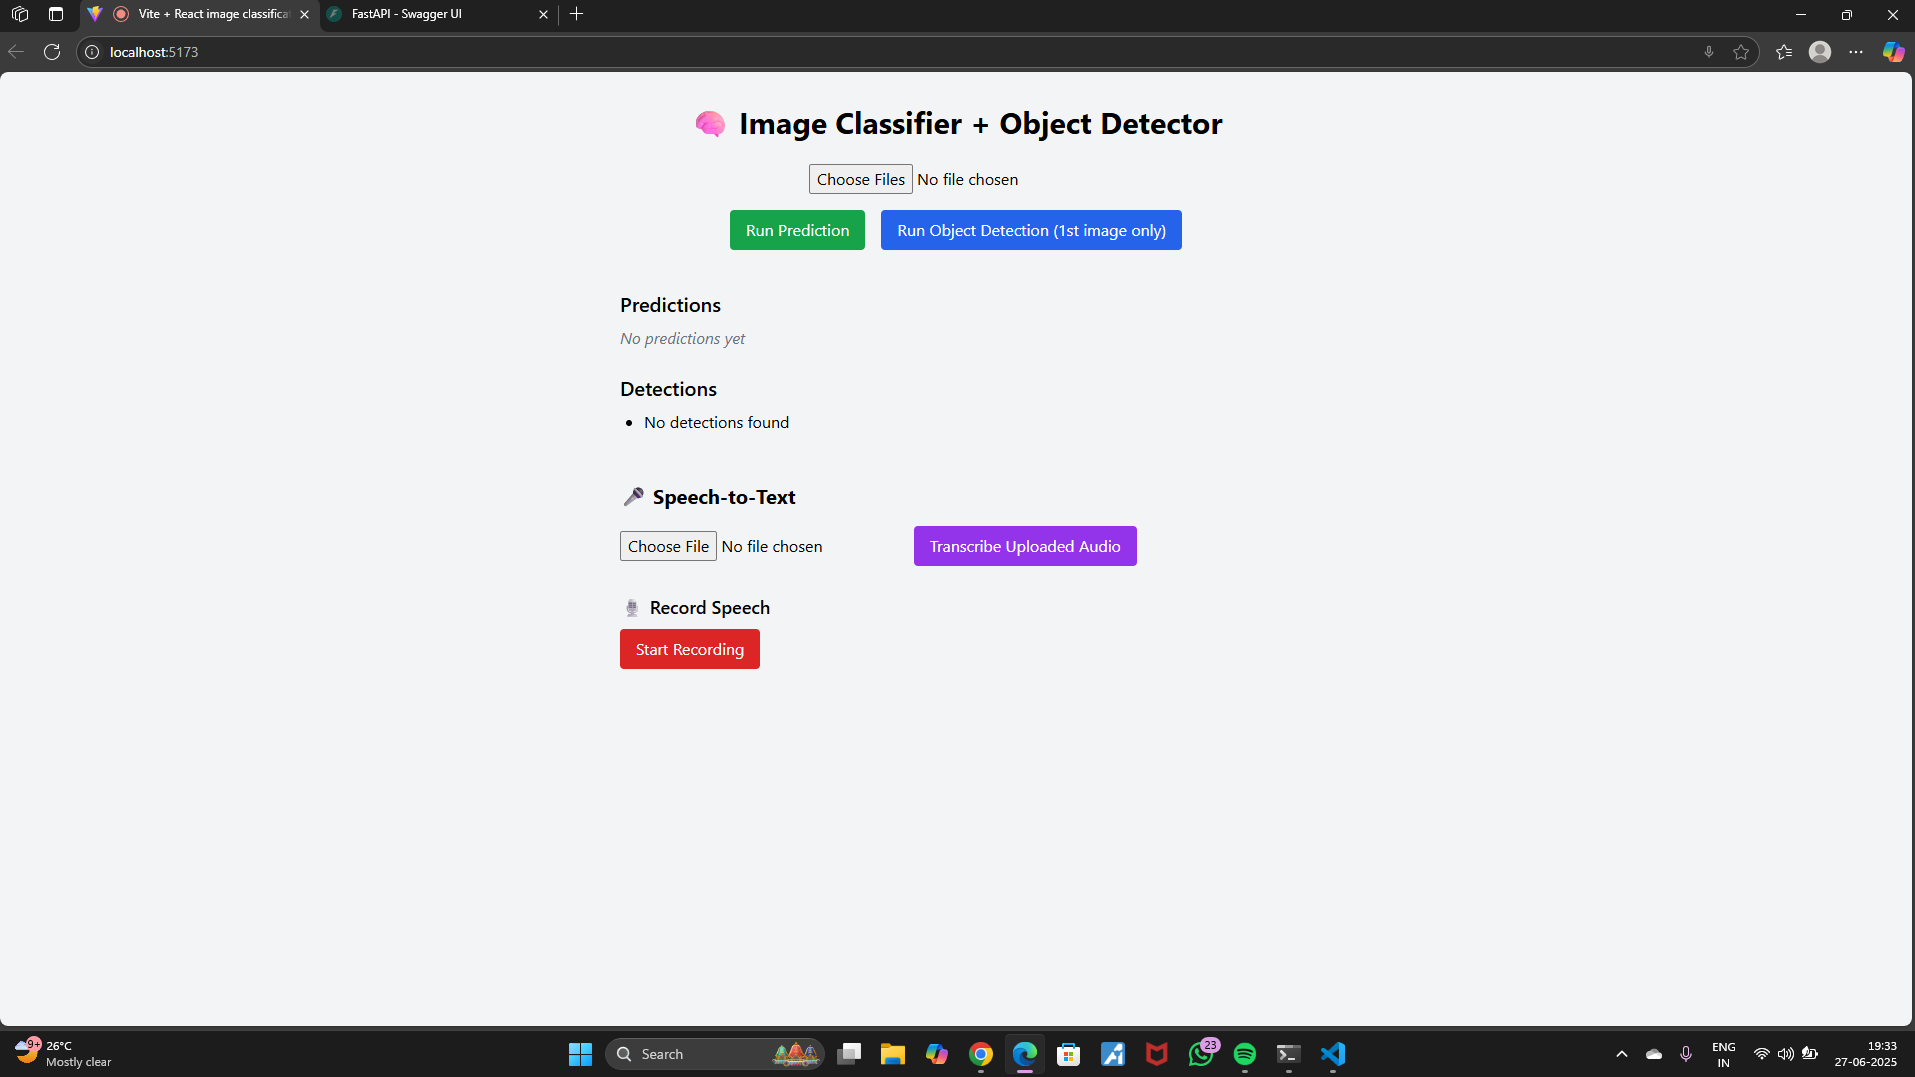 Vite + React image classificat
FastAPI - Swagger UI
localhost:5173
Image Classifier + Object Detector
Choose Files No file chosen
Run Prediction Run Object Detection (1st image only)
Predictions
No predictions yet
Detections
• No detections found
Speech-to-Text
Choose File No file chosen Transcribe Uploaded Audio
Record Speech
Start Recording
9+
26°C
Mostly clear
Search
23
ENG
IN
19:33
27-06-2025